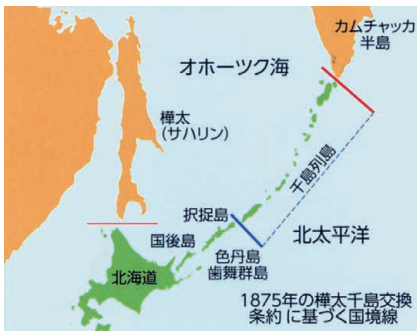 カムチャッカ
半島
オホーツク海
樺太
(サハリン)
千島列島
択捉島
国後島
北太平洋
色丹島
歯舞群島
北海道
1875年の樺太千島交換
条約に基づく国境線